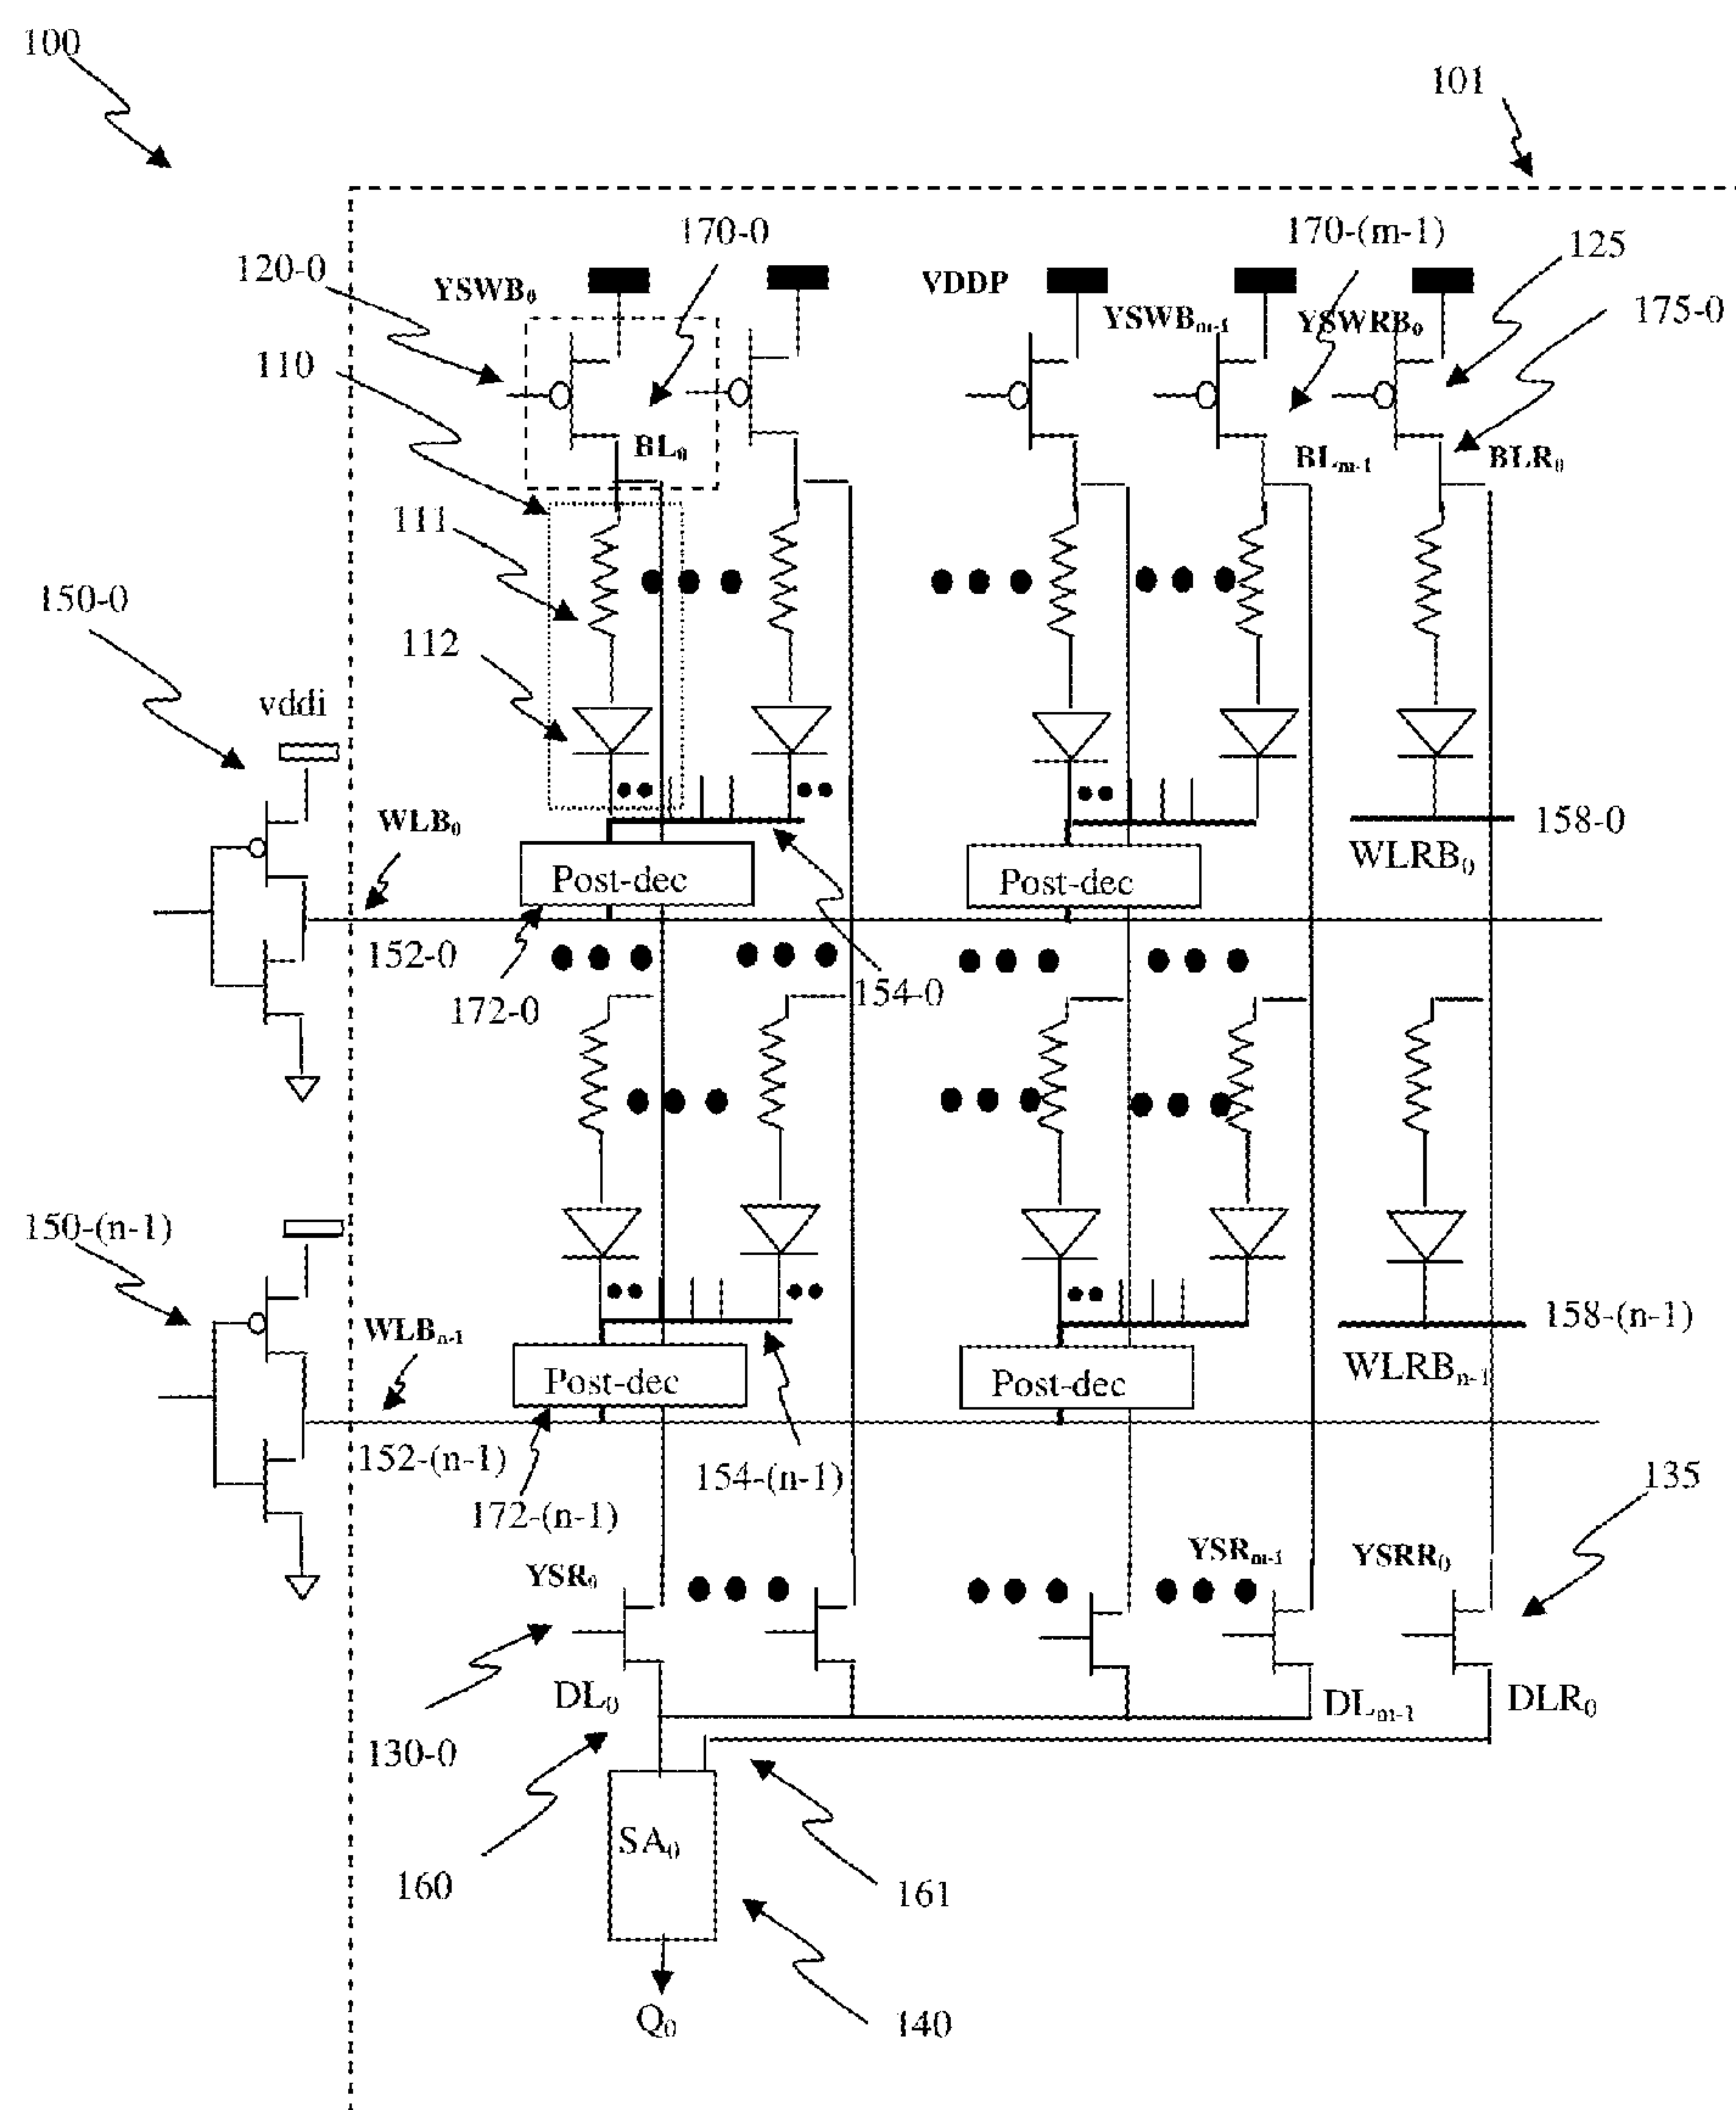 100
101
170-0
170-(m-1)
125
120-0
YSWB₀
VDDP
YSWBₘ₋₁
YSWRB₀
175-0
110
BL₀
BLₘ₋₁
BLR₀
111
150-0
112
vddi
WLB₀
158-0
Post-dec
Post-dec
WLRB₀
152-0
172-0
154-0
150-(n-1)
WLBₙ₋₁
158-(n-1)
Post-dec
Post-dec
WLRBₙ₋₁
152-(n-1)
154-(n-1)
172-(n-1)
135
YSR₀
YSRₘ₋₁
YSRR₀
DL₀
DLₘ₋₁
DLR₀
130-0
SA₀
160
161
Q₀
140